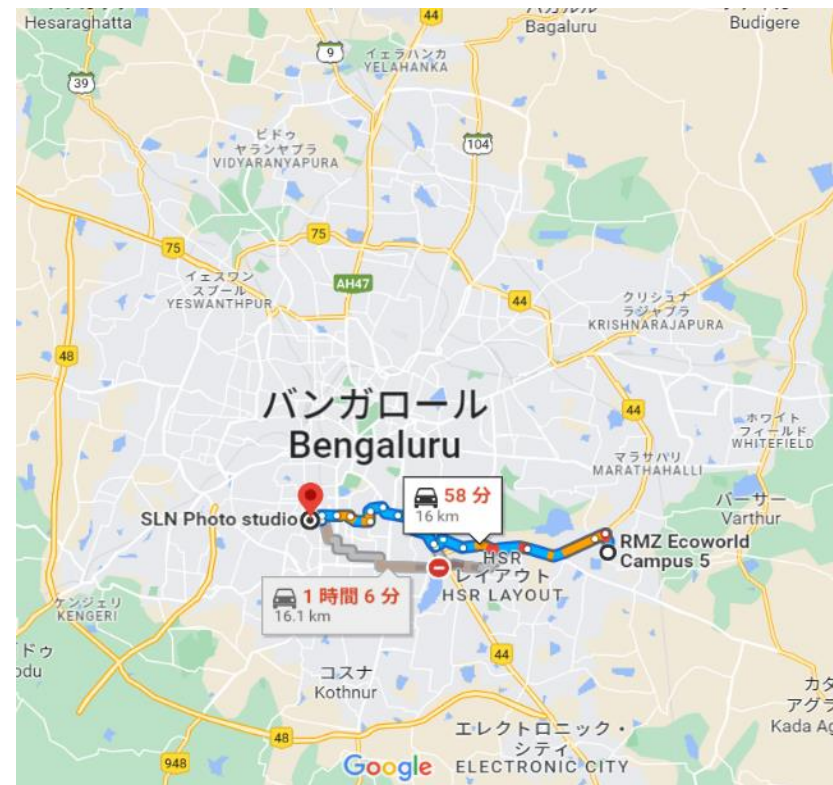 Hesaraghatta
44
Bagaluru
Budigere
9
イェラハンカ
YELAHANKA
39
ビドゥ
ヤランヤプラ
VIDYARANYAPURA
104
75
75
イェスワン
スプール
YESWANTHPUR
AH47
44
クリシュナ
ラジャプラ
KRISHNARAJAPURA
48
バンガロール
Bengaluru
44
ホワイト
フィールド
WHITEFIELD
マラサハリ
MARATHAHALLI
58 分
16 km
バーサー
Varthur
SLN Photo studio
RMZ Ecoworld
Campus 5
HSR
レイアウト
HSR LAYOUT
1 時間 6 分
16.1 km
ケンジェリ
KENGERI
ドゥ
odu
44
コスナ
Kothnur
カタ
アグラ
Kada Ag
48
エレクトロニック・
シティ
ELECTRONIC CITY
948
Google